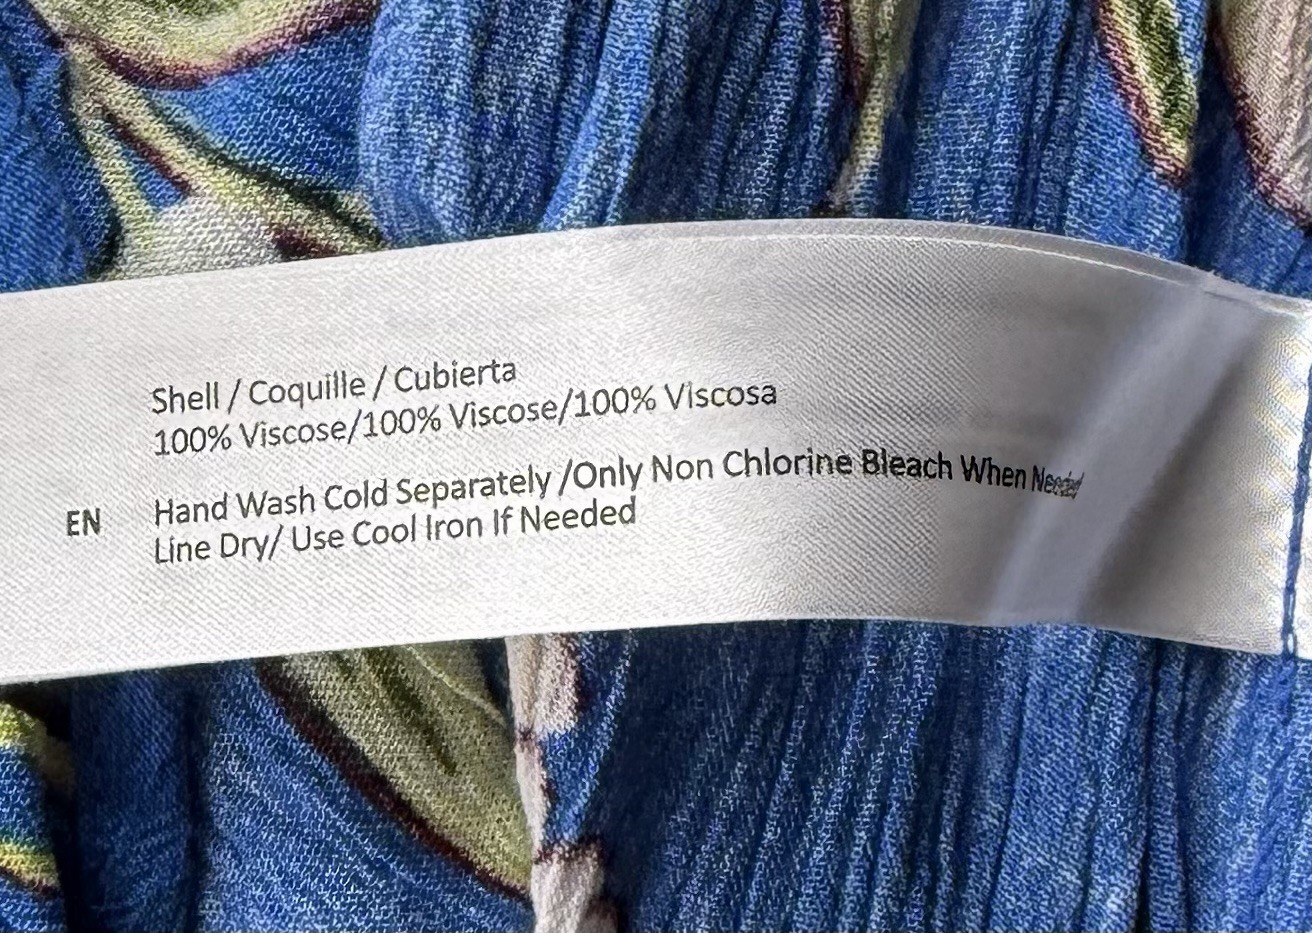 Shell / Coquille / Cubierta
100% Viscose/100% Viscose/100% Viscosa
EN Hand Wash Cold Separately /Only Non Chlorine Bleach When
Line Dry/ Use Cool Iron If Needed